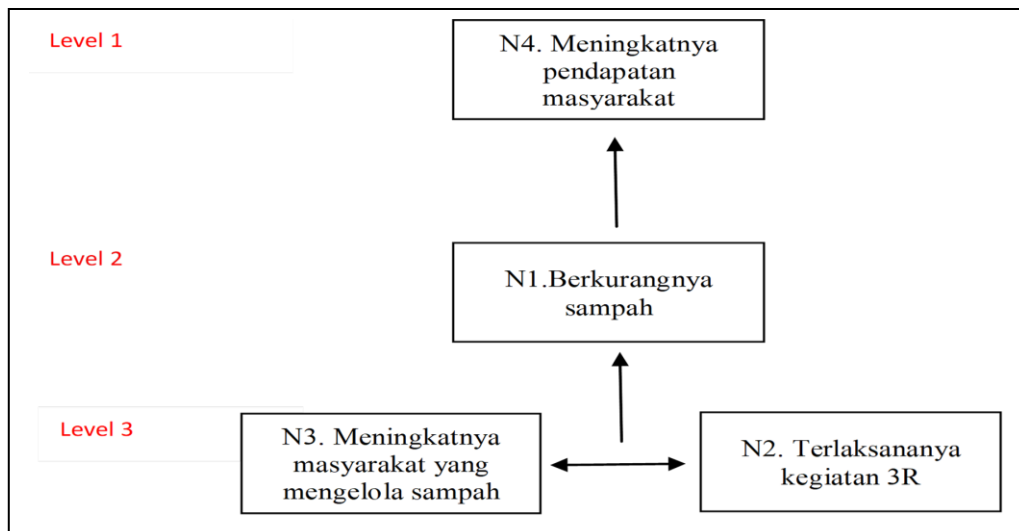 Level 1
N4. Meningkatnya
pendapatan
masyarakat
Level 2
N1.Berkurangnya
sampah
Level 3
N3. Meningkatnya
masyarakat yang
mengelola sampah
N2. Terlaksananya
kegiatan 3R